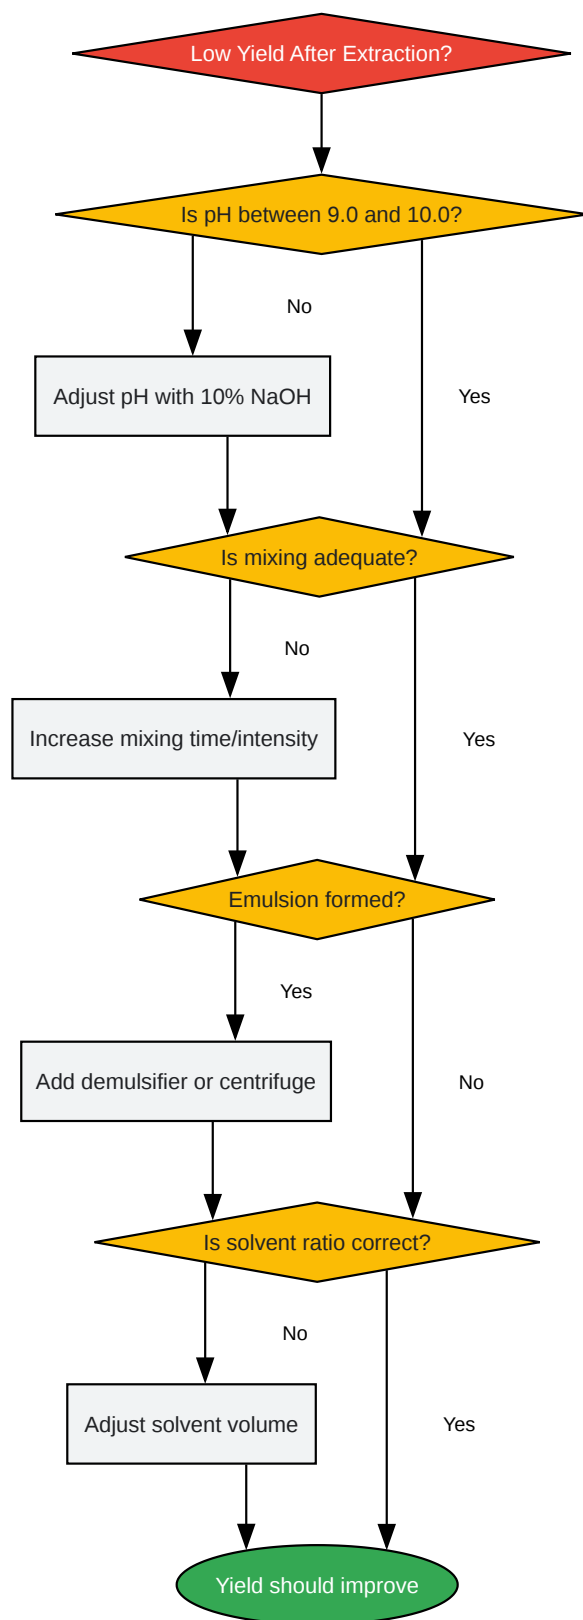 Low Yield After Extraction?
Is pH between 9.0 and 10.0?
No
Adjust pH with 10% NaOH
Yes
Is mixing adequate?
No
Increase mixing time/intensity
Yes
Emulsion formed?
Yes
Add demulsifier or centrifuge
No
Is solvent ratio correct?
No
Adjust solvent volume
Yes
Yield should improve